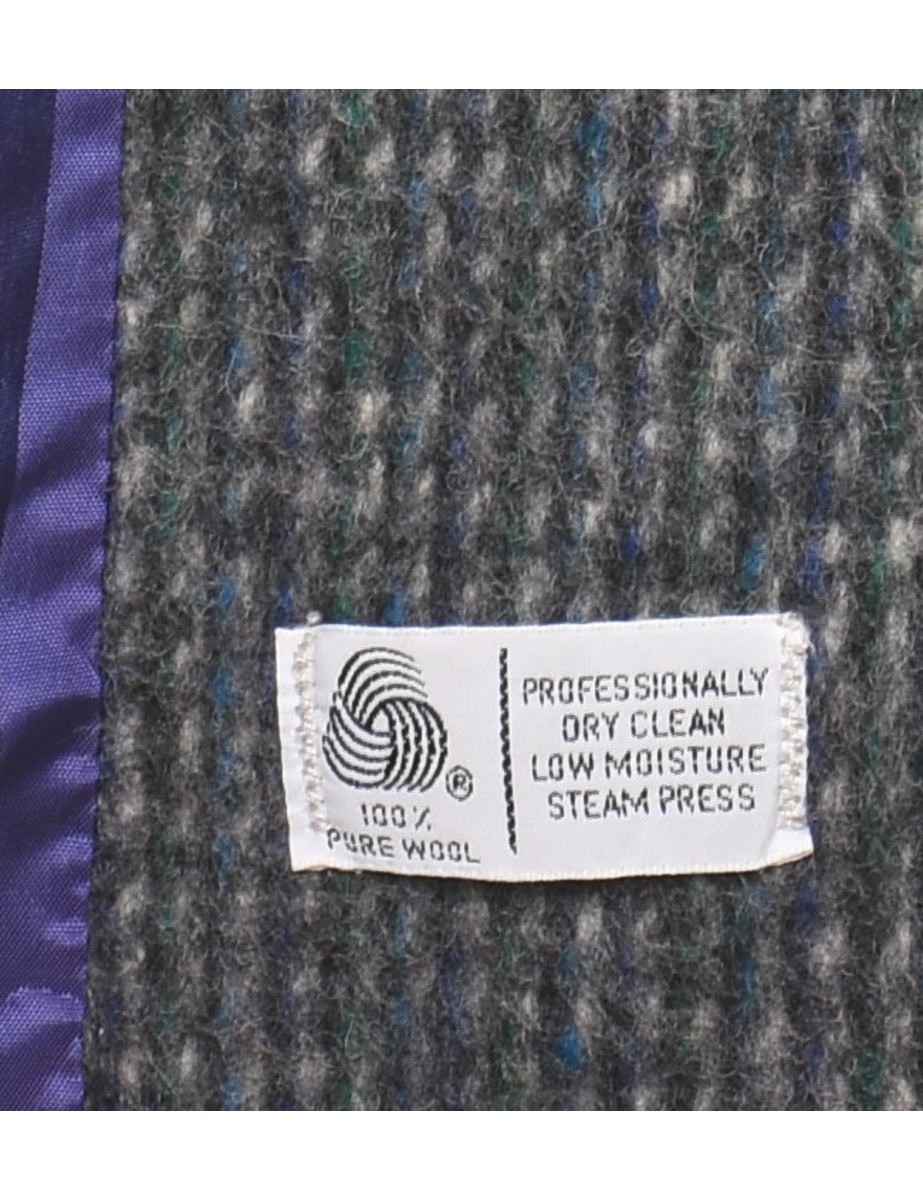 ®
100%
PURE WOOL
PROFESSIONALLY
DRY CLEAN
LOW MOISTURE
STEAM PRESS